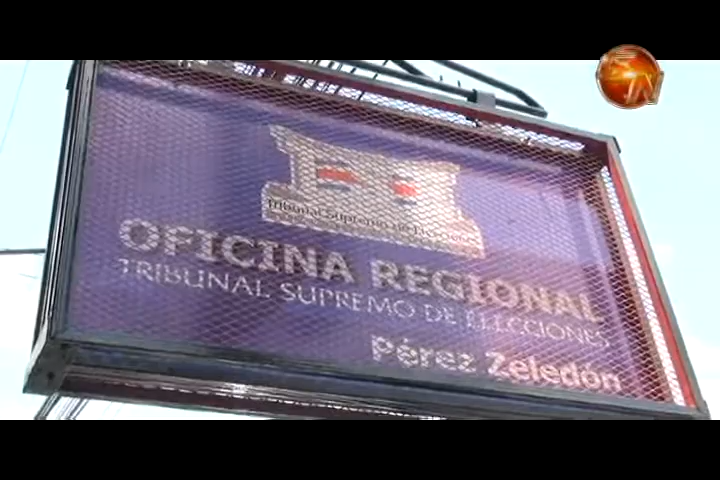 Tribunal Supremo de Elecciones
OFICINA REGIONAL
TRIBUNAL SUPREMO DE ELECCIONES
Pérez Zeledón